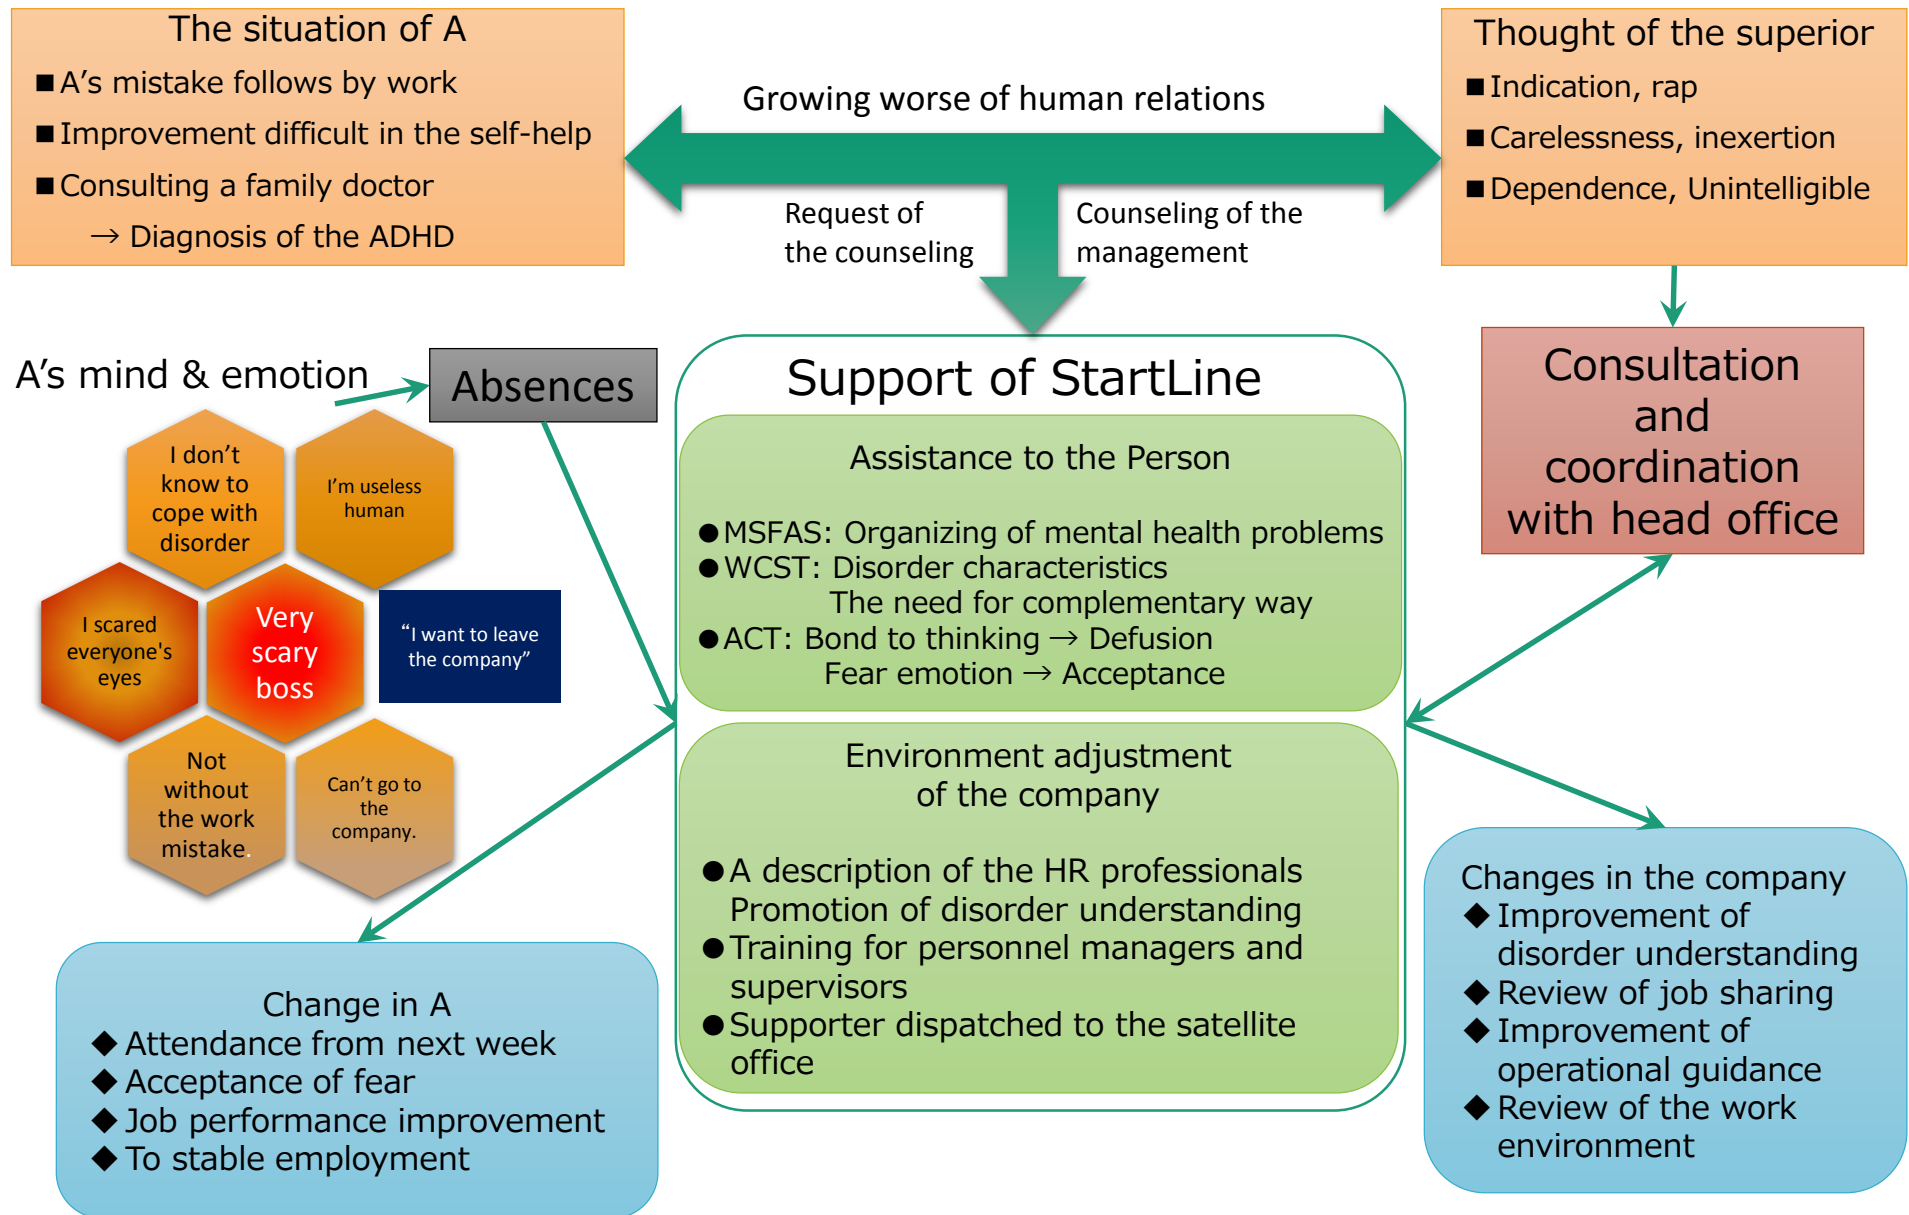 The situation of A
■ A's mistake follows by work
■ Improvement difficult in the self-help
■ Consulting a family doctor
→ Diagnosis of the ADHD
Growing worse of human relations
Request of
the counseling
Counseling of the
management
Thought of the superior
■ Indication, rap
■ Carelessness, inexertion
■ Dependence, Unintelligible
A's mind & emotion
Absences
I don't
know to
cope with
disorder
I'm useless
human
I scared
everyone's
eyes
Very
scary
boss
“I want to leave
the company”
Not
without
the work
mistake.
Can't go to
the
company.
Support of StartLine
Assistance to the Person
● MSFAS: Organizing of mental health problems
● WCST: Disorder characteristics
The need for complementary way
● ACT: Bond to thinking → Defusion
Fear emotion → Acceptance
Environment adjustment
of the company
● A description of the HR professionals
Promotion of disorder understanding
● Training for personnel managers and
supervisors
● Supporter dispatched to the satellite
office
Consultation
and
coordination
with head office
Change in A
◆ Attendance from next week
◆ Acceptance of fear
◆ Job performance improvement
◆ To stable employment
Changes in the company
◆ Improvement of
disorder understanding
◆ Review of job sharing
◆ Improvement of
operational guidance
◆ Review of the work
environment